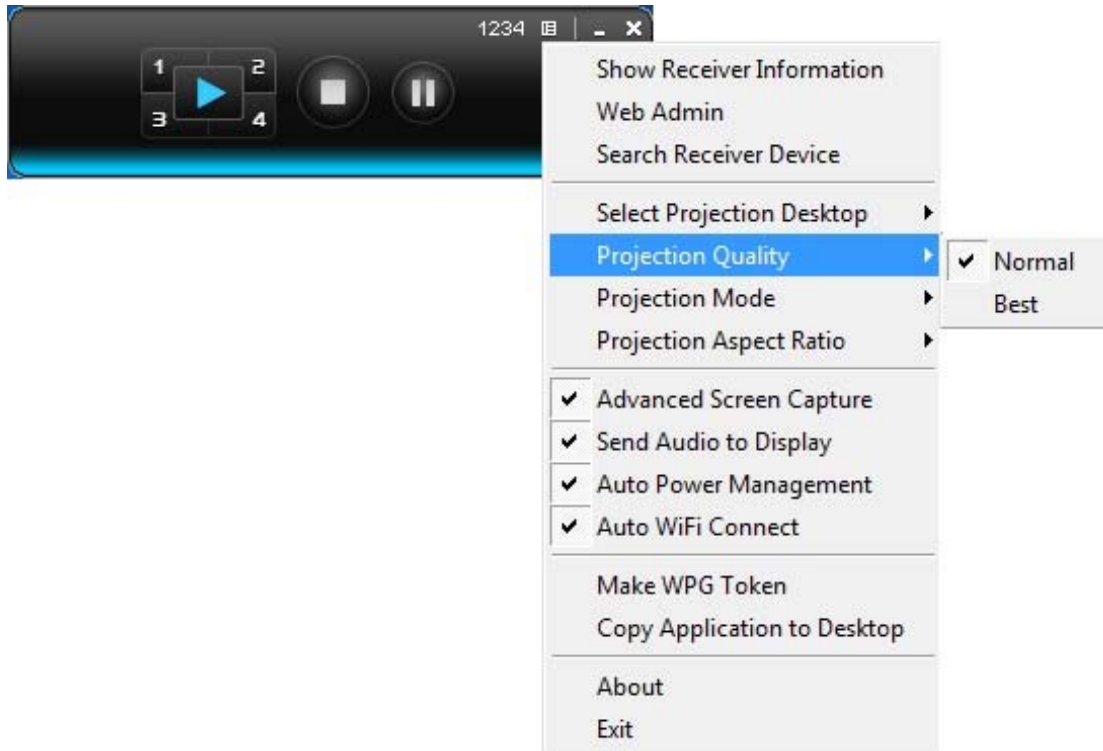 1234
1 2
3 4
Show Receiver Information
Web Admin
Search Receiver Device
Select Projection Desktop
Projection Quality
Normal
Projection Mode
Best
Projection Aspect Ratio
Advanced Screen Capture
Send Audio to Display
Auto Power Management
Auto WiFi Connect
Make WPG Token
Copy Application to Desktop
About
Exit